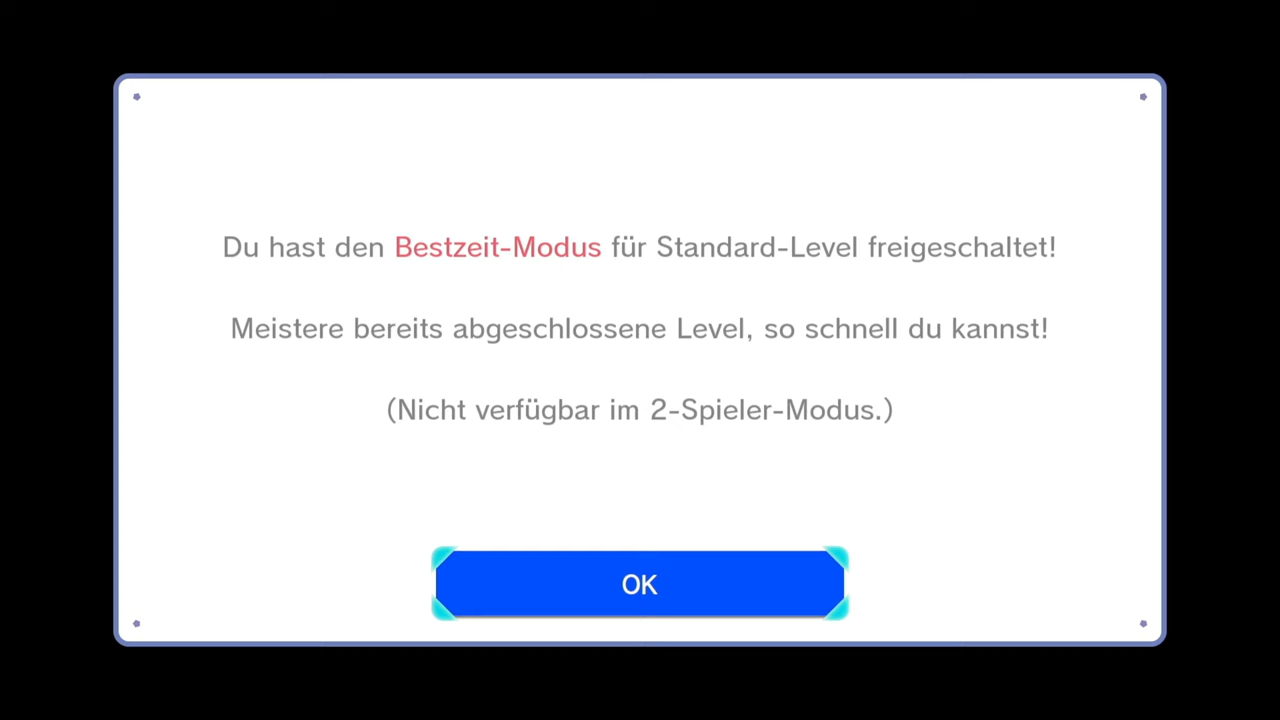 Du hast den Bestzeit-Modus für Standard-Level freigeschaltet!
Meistere bereits abgeschlossene Level, so schnell du kannst!
(Nicht verfügbar im 2-Spieler-Modus.)
OK